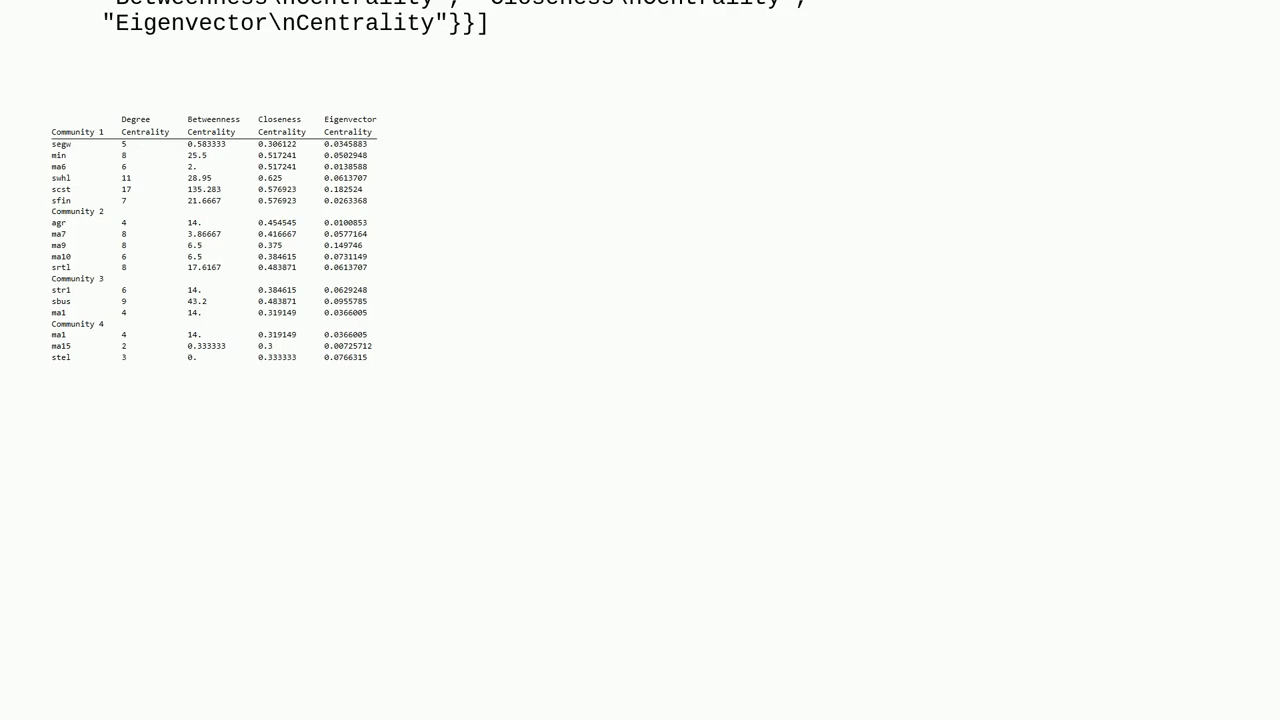 "Betweenness\nCentrality", "Closeness\nCentrality",
"Eigenvector\nCentrality"}}]
Degree Betweenness Closeness Eigenvector
Community 1 Centrality Centrality Centrality Centrality
segw 5 0.583333 0.306122 0.0345883
min 8 25.5 0.517241 0.0502948
ma6 6 2. 0.517241 0.0138588
swhl 11 28.95 0.625 0.0613707
scst 17 135.283 0.576923 0.182524
sfin 7 21.6667 0.576923 0.0263368
Community 2
agr 4 14. 0.454545 0.0100853
ma7 8 3.86667 0.416667 0.0577164
ma9 8 6.5 0.375 0.149746
ma10 6 6.5 0.384615 0.0731149
srtl 8 17.6167 0.483871 0.0613707
Community 3
str1 6 14. 0.384615 0.0629248
sbus 9 43.2 0.483871 0.0955785
ma1 4 14. 0.319149 0.0366005
Community 4
ma1 4 14. 0.319149 0.0366005
ma15 2 0.333333 0.3 0.00725712
stel 3 0. 0.333333 0.0766315